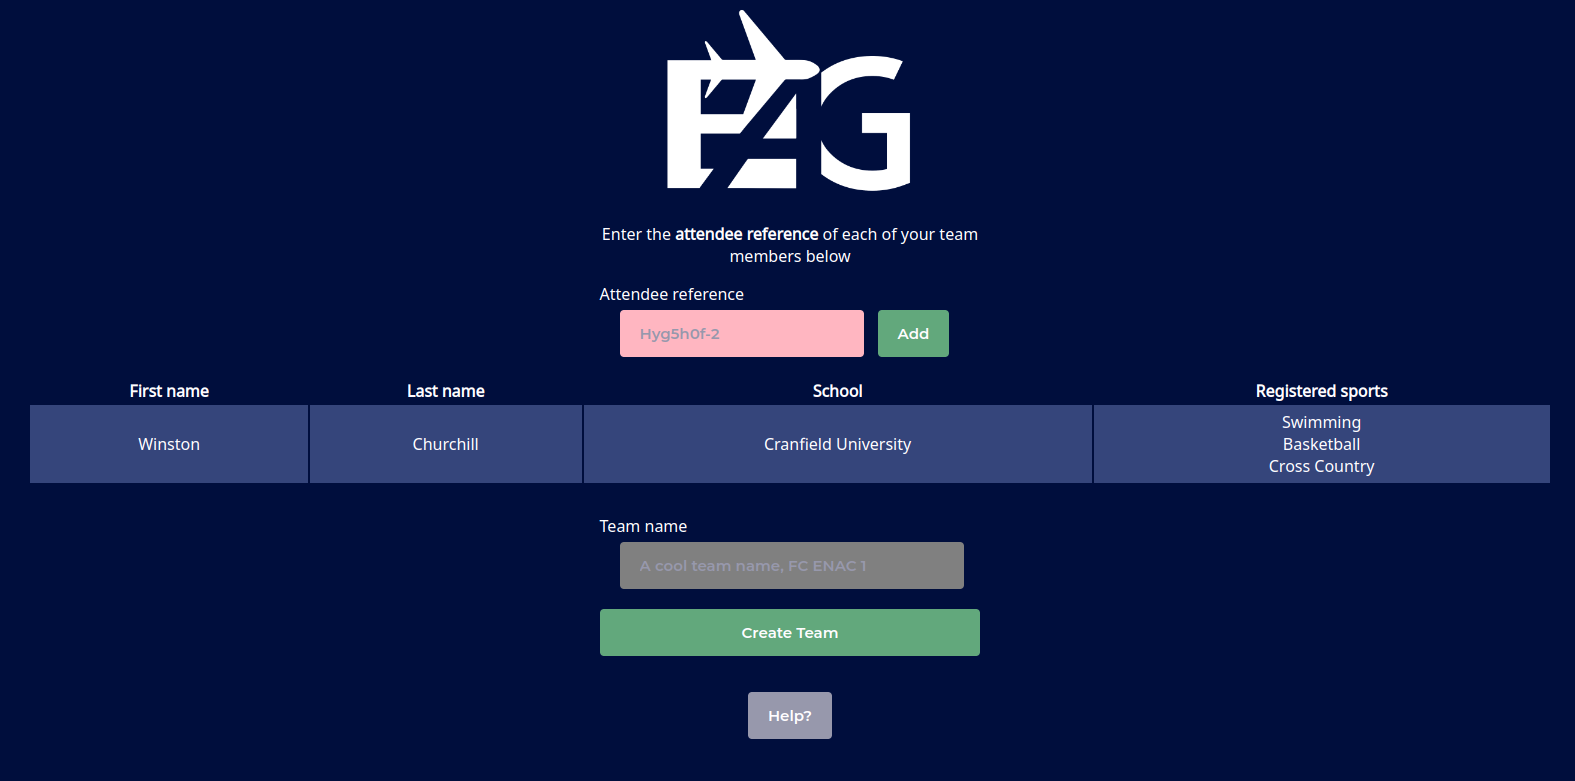 EAG
Enter the attendee reference of each of your team
members below
Attendee reference
Hyg5h0f-2
Add
First name
Last name
School
Registered sports
Winston
Churchill
Cranfield University
Swimming
Basketball
Cross Country
Team name
A cool team name, FC ENAC 1
Create Team
Help?